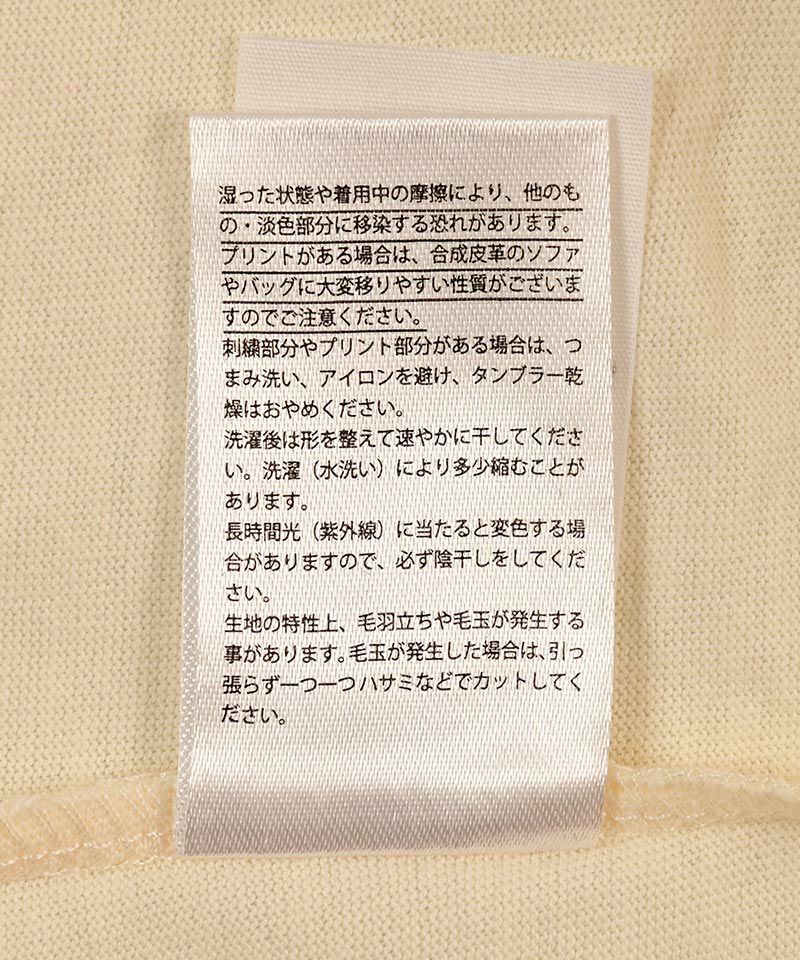 湿った状態や着用中の摩擦により、他のも
の・淡色部分に移染する恐れがあります。
プリントがある場合は、合成皮革のソファ
やバッグに大変移りやすい性質がございま
すのでご注意ください。
刺繍部分やプリント部分がある場合は、つ
まみ洗い、アイロンを避け、タンブラー乾
燥はおやめください。
洗濯後は形を整えて速やかに干してくださ
い。洗濯（水洗い）により多少縮むことが
あります。
長時間光（紫外線）に当たると変色する場
合がありますので、必ず陰干しをしてくだ
さい。
生地の特性上、毛羽立ちや毛玉が発生する
事があります。毛玉が発生した場合は、引っ
張らず一つ一つハサミなどでカットしてく
ださい。